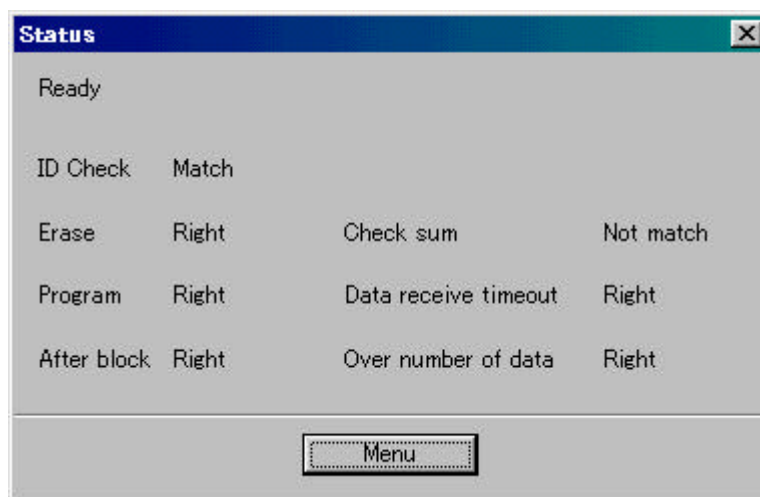 Status
Ready
ID Check Match
Erase Right Check sum Not match
Program Right Data receive timeout Right
After block Right Over number of data Right
Menu